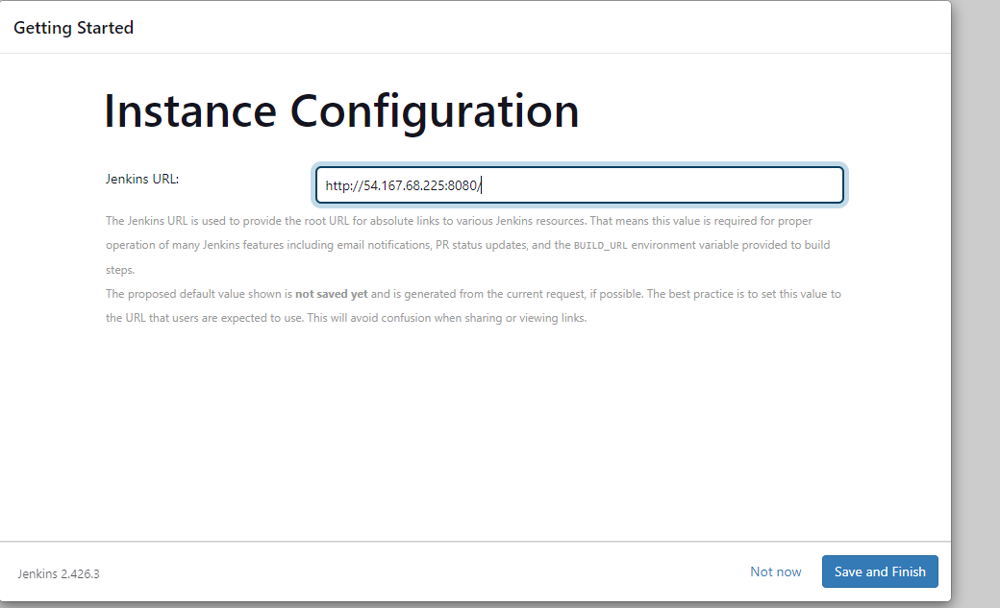 Getting Started
Instance Configuration
Jenkins URL:
http://54.167.68.225:8080/
The Jenkins URL is used to provide the root URL for absolute links to various Jenkins resources. That means this value is required for proper
operation of many Jenkins features including email notifications, PR status updates, and the BUILD_URL environment variable provided to build
steps.
The proposed default value shown is not saved yet and is generated from the current request, if possible. The best practice is to set this value to
the URL that users are expected to use. This will avoid confusion when sharing or viewing links.
Jenkins 2.426.3
Not now
Save and Finish